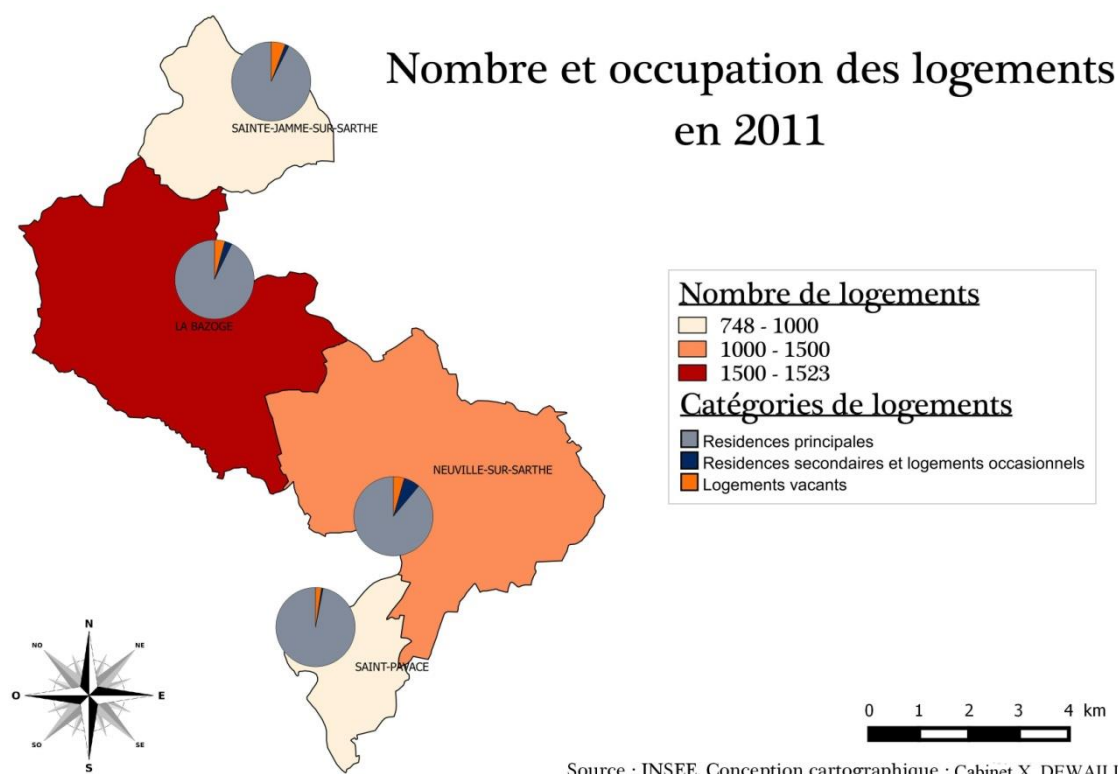 Nombre et occupation des logements
en 2011
SAINTE-JAMME-SUR-SARTHE
LA BAZOGE
NEUVILLE-SUR-SARTHE
SAINT-PAVACE
Nombre de logements
748 - 1000
1000 - 1500
1500 - 1523
Catégories de logements
Residences principales
Residences secondaires et logements occasionnels
Logements vacants
N
NO
NE
O
E
SO
SE
S
0 1 2 3 4 km
Source : INSEE Conception cartographique : Cabinet X. DEWAILL